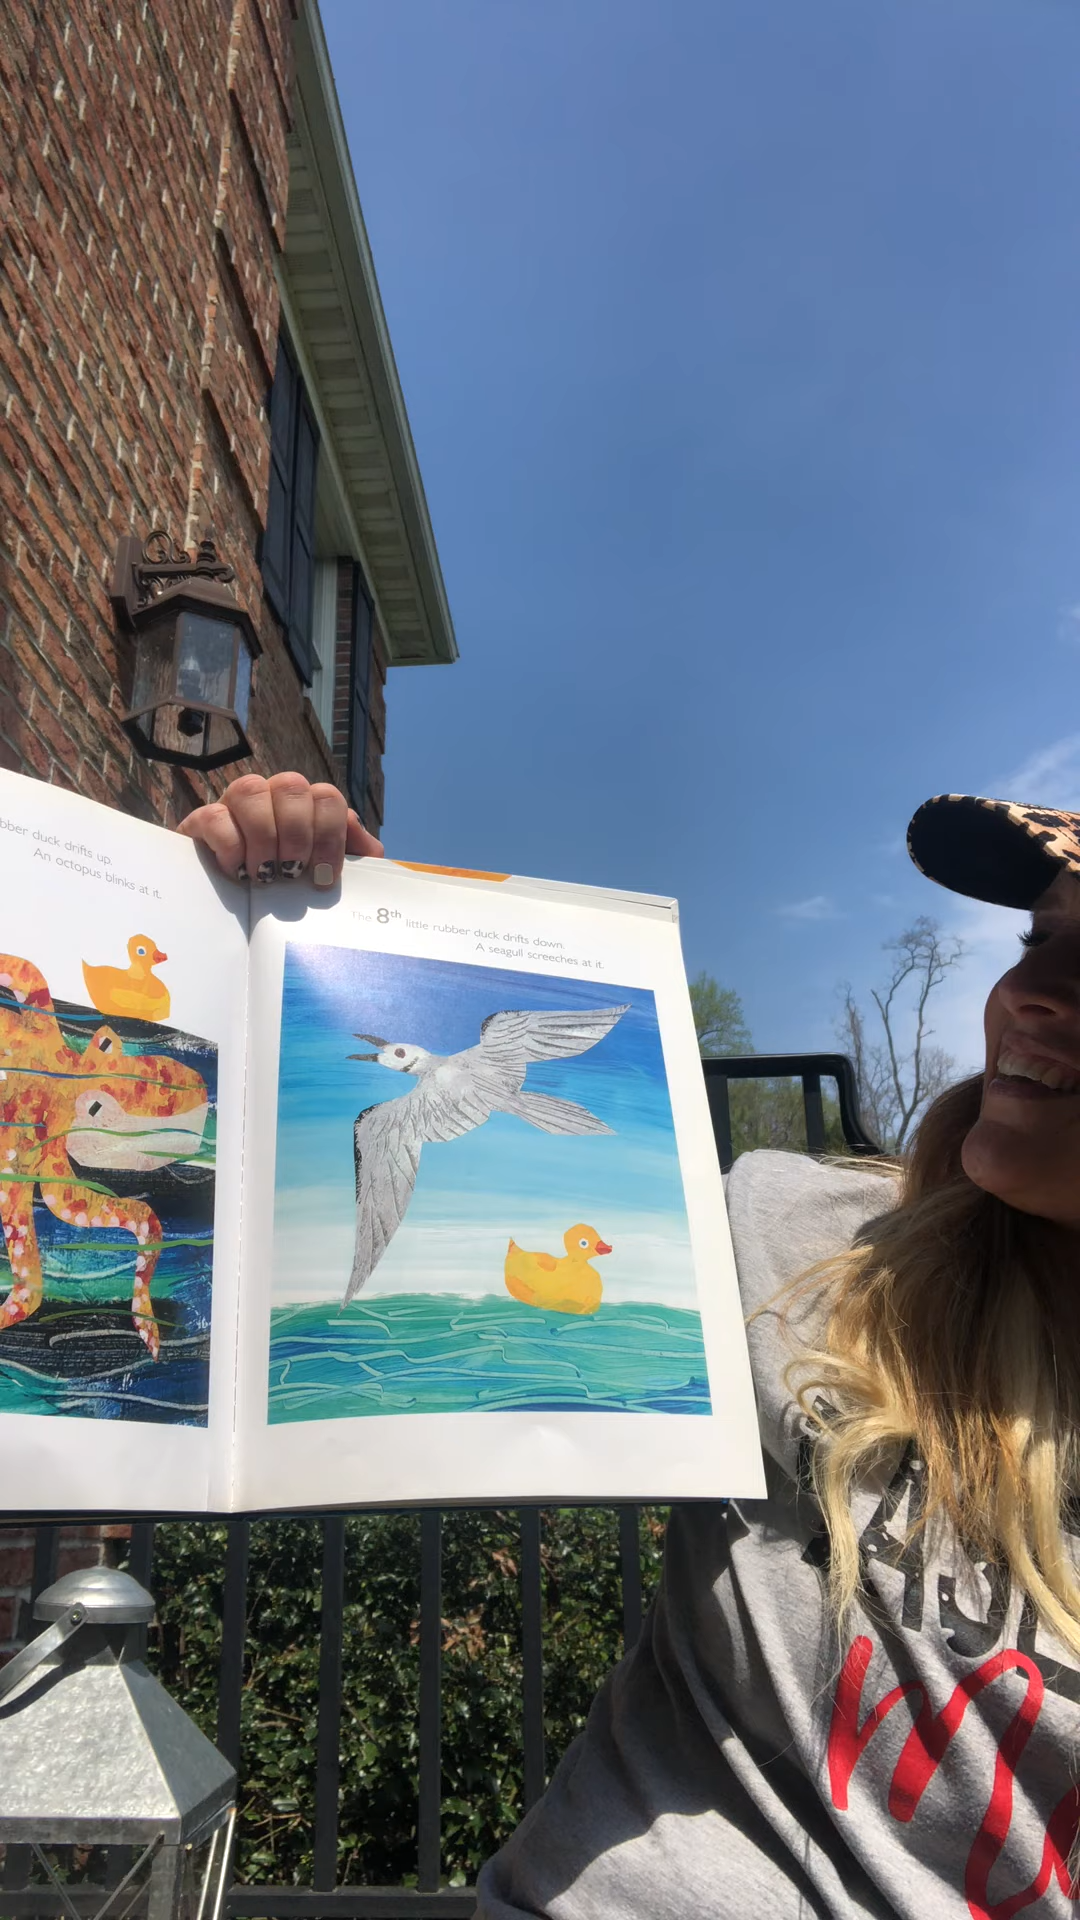 rubber duck drifts up.
An octopus blinks at it.
The 8th little rubber duck drifts down.
A seagull screeches at it.